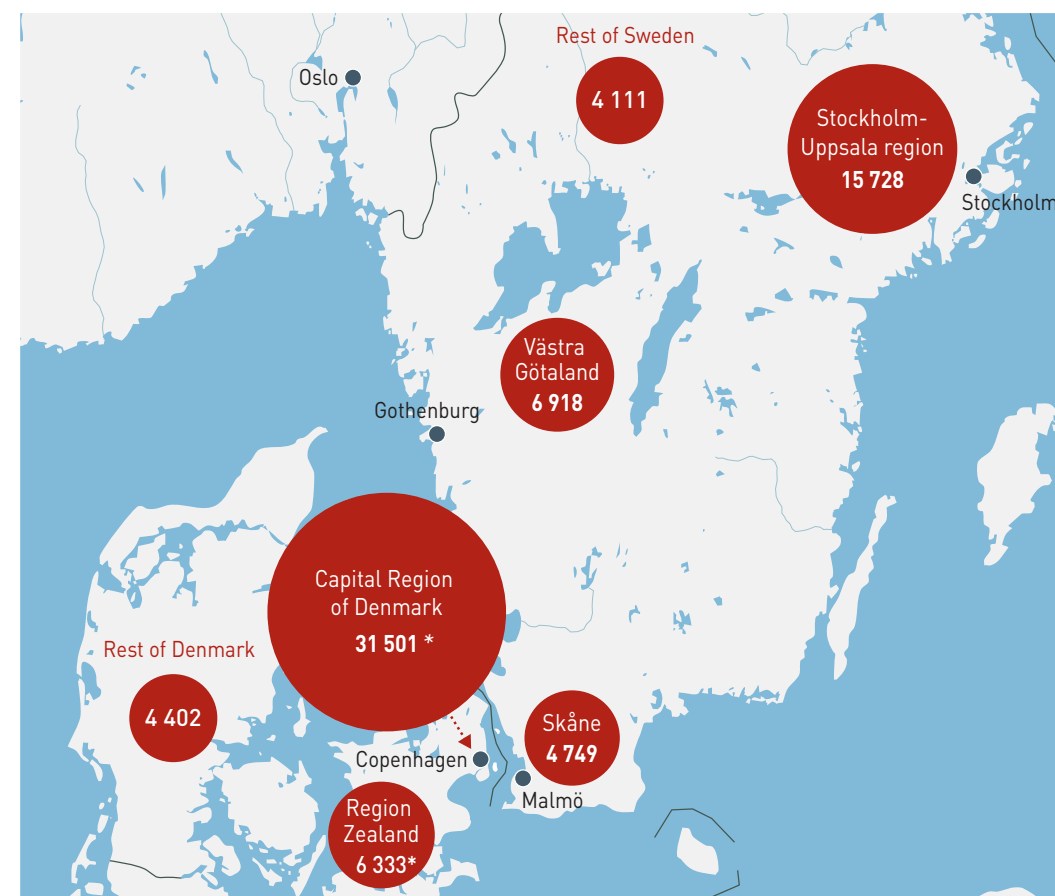 Rest of Sweden
4 111
Oslo
Stockholm-
Uppsala region
15 728
Stockholm
Västra
Götaland
6 918
Gothenburg
Capital Region
of Denmark
31 501 *
Rest of Denmark
4 402
Skåne
4 749
Copenhagen
Malmö
Region
Zealand
6 333*